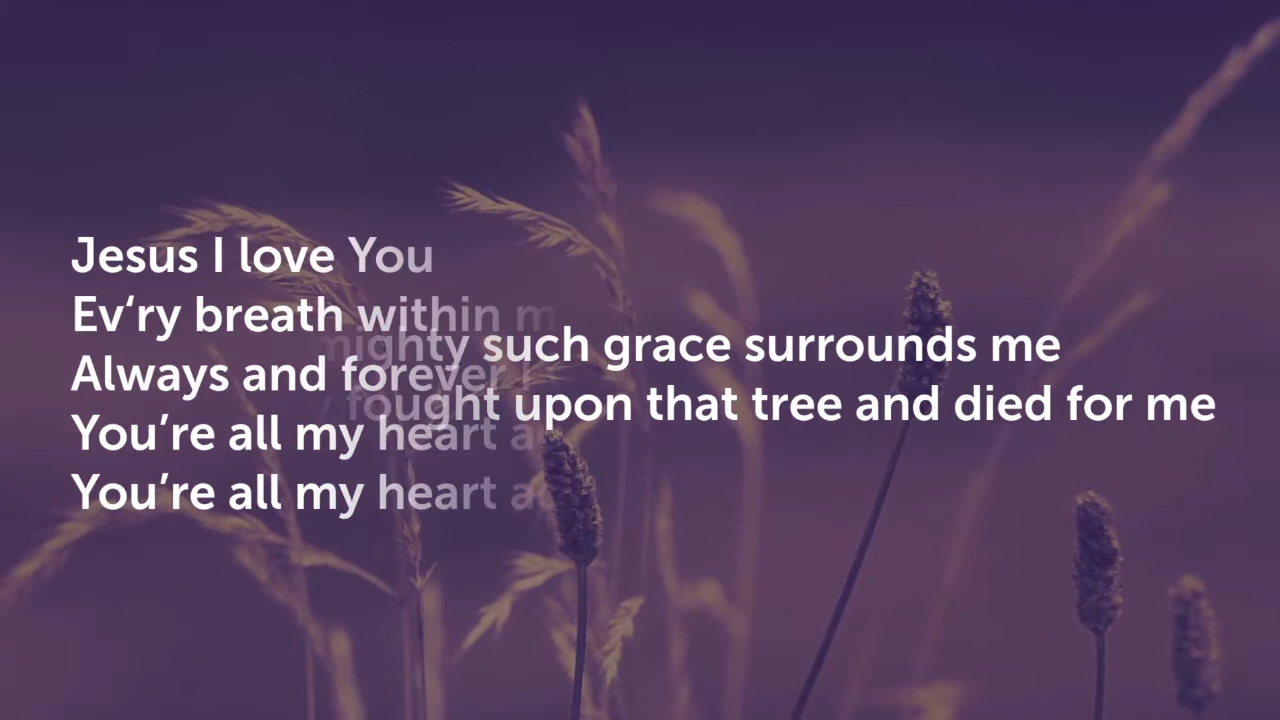 Jesus I love You
Ev‘ry breath within
mighty such grace surrounds me
Always and forever I
fought upon that tree and died for me
You’re all my heart
You’re all my heart